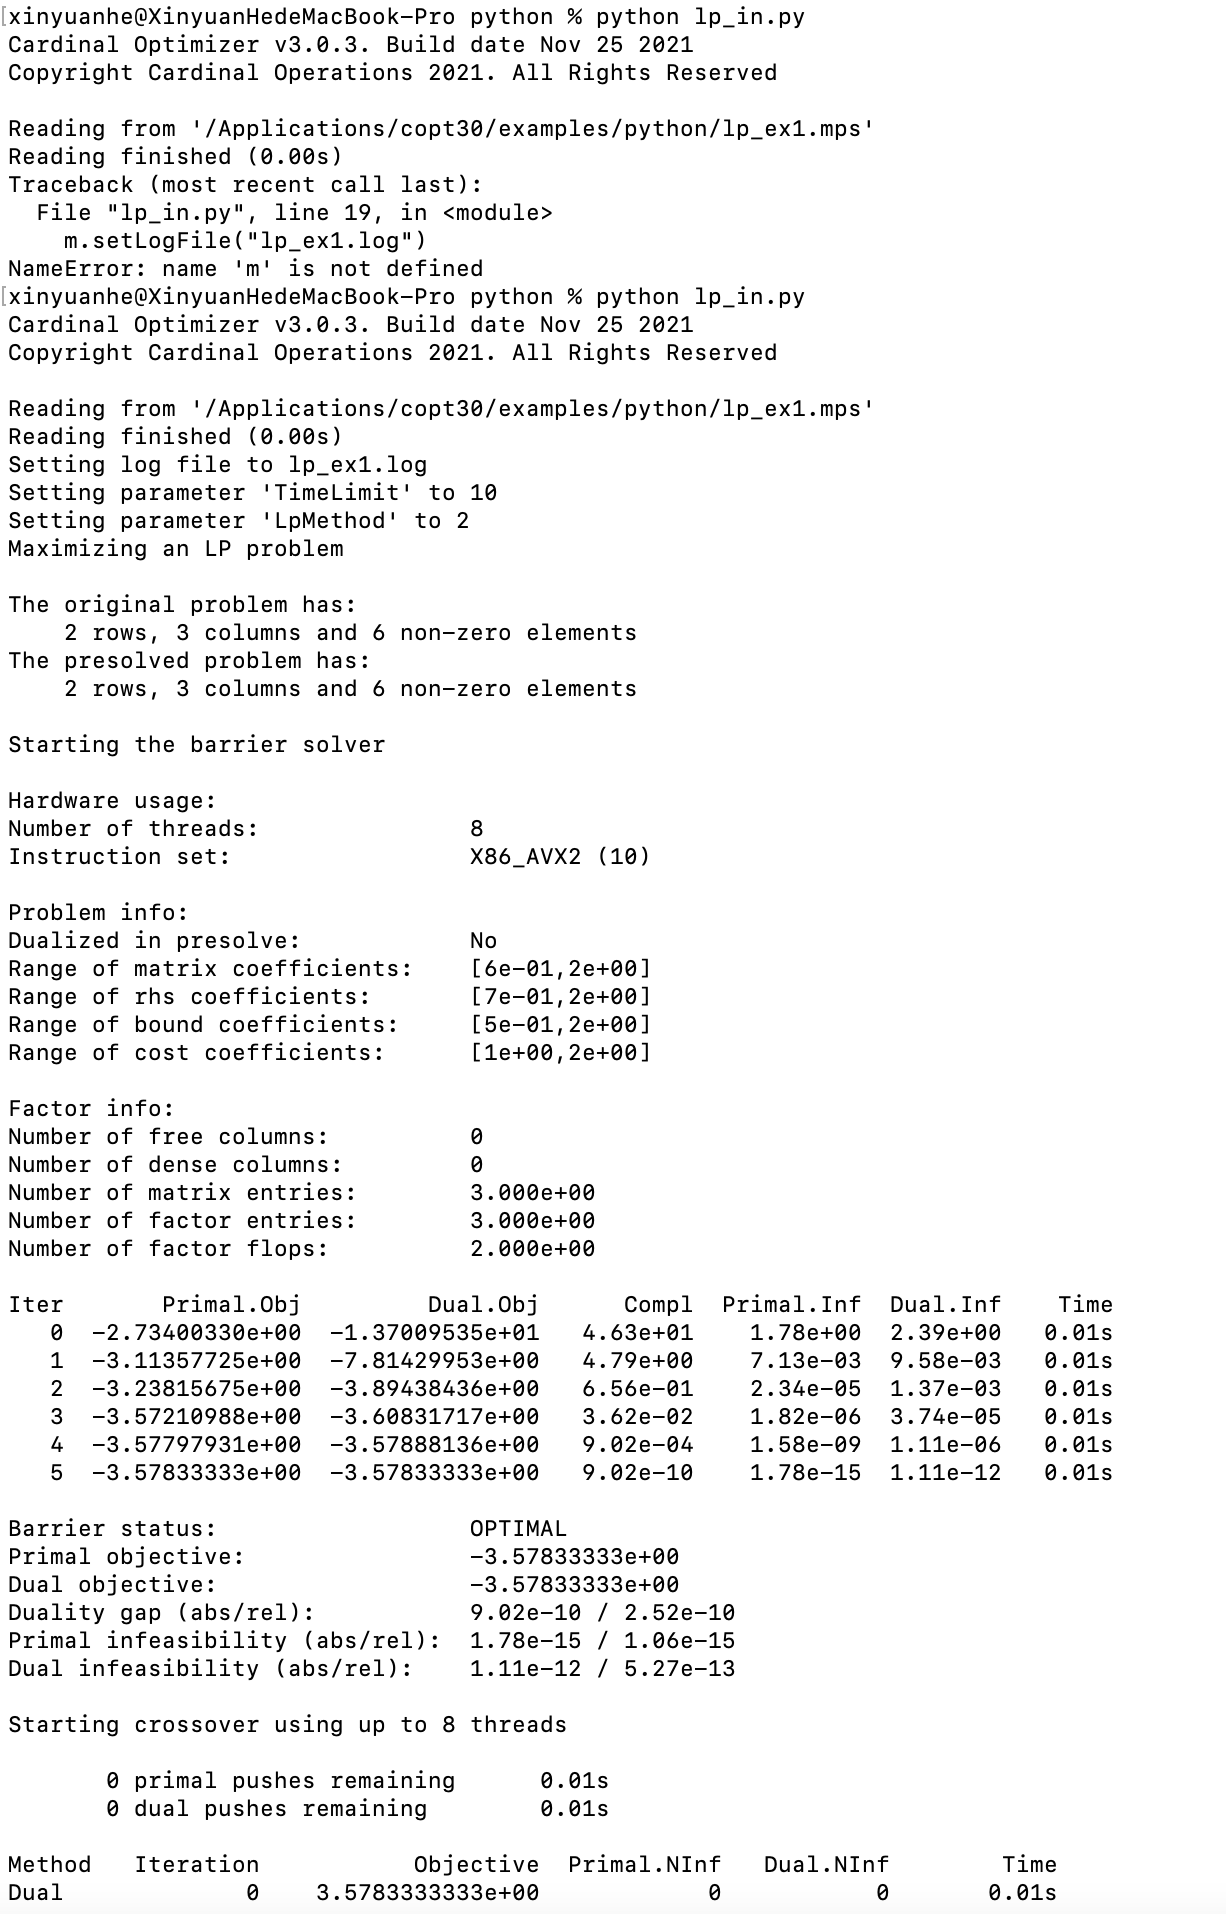 [xinyuanhe@XinyuanHedeMacBook-Pro python % python lp_in.py
Cardinal Optimizer v3.0.3. Build date Nov 25 2021
Copyright Cardinal Operations 2021. All Rights Reserved
Reading from '/Applications/copt30/examples/python/lp_ex1.mps'
Reading finished (0.00s)
Traceback (most recent call last):
  File "lp_in.py", line 19, in <module>
    m.setLogFile("lp_ex1.log")
NameError: name 'm' is not defined
[xinyuanhe@XinyuanHedeMacBook-Pro python % python lp_in.py
Cardinal Optimizer v3.0.3. Build date Nov 25 2021
Copyright Cardinal Operations 2021. All Rights Reserved
Reading from '/Applications/copt30/examples/python/lp_ex1.mps'
Reading finished (0.00s)
Setting log file to lp_ex1.log
Setting parameter 'TimeLimit' to 10
Setting parameter 'LpMethod' to 2
Maximizing an LP problem
The original problem has:
    2 rows, 3 columns and 6 non-zero elements
The presolved problem has:
    2 rows, 3 columns and 6 non-zero elements
Starting the barrier solver
Hardware usage:
Number of threads:               8
Instruction set:                 X86_AVX2 (10)
Problem info:
Dualized in presolve:            No
Range of matrix coefficients:    [6e-01,2e+00]
Range of rhs coefficients:       [7e-01,2e+00]
Range of bound coefficients:     [5e-01,2e+00]
Range of cost coefficients:      [1e+00,2e+00]
Factor info:
Number of free columns:          0
Number of dense columns:         0
Number of matrix entries:        3.000e+00
Number of factor entries:        3.000e+00
Number of factor flops:          2.000e+00
Iter       Primal.Obj         Dual.Obj      Compl  Primal.Inf  Dual.Inf    Time
   0  -2.73400330e+00  -1.37009535e+01   4.63e+01    1.78e+00  2.39e+00   0.01s
   1  -3.11357725e+00  -7.81429953e+00   4.79e+00    7.13e-03  9.58e-03   0.01s
   2  -3.23815675e+00  -3.89438436e+00   6.56e-01    2.34e-05  1.37e-03   0.01s
   3  -3.57210988e+00  -3.60831717e+00   3.62e-02    1.82e-06  3.74e-05   0.01s
   4  -3.57797931e+00  -3.57888136e+00   9.02e-04    1.58e-09  1.11e-06   0.01s
   5  -3.57833333e+00  -3.57833333e+00   9.02e-10    1.78e-15  1.11e-12   0.01s
Barrier status:                  OPTIMAL
Primal objective:                -3.57833333e+00
Dual objective:                  -3.57833333e+00
Duality gap (abs/rel):           9.02e-10 / 2.52e-10
Primal infeasibility (abs/rel):  1.78e-15 / 1.06e-15
Dual infeasibility (abs/rel):    1.11e-12 / 5.27e-13
Starting crossover using up to 8 threads
       0 primal pushes remaining      0.01s
       0 dual pushes remaining        0.01s
Method   Iteration           Objective  Primal.NInf   Dual.NInf        Time
Dual             0    3.5783333333e+00            0           0       0.01s